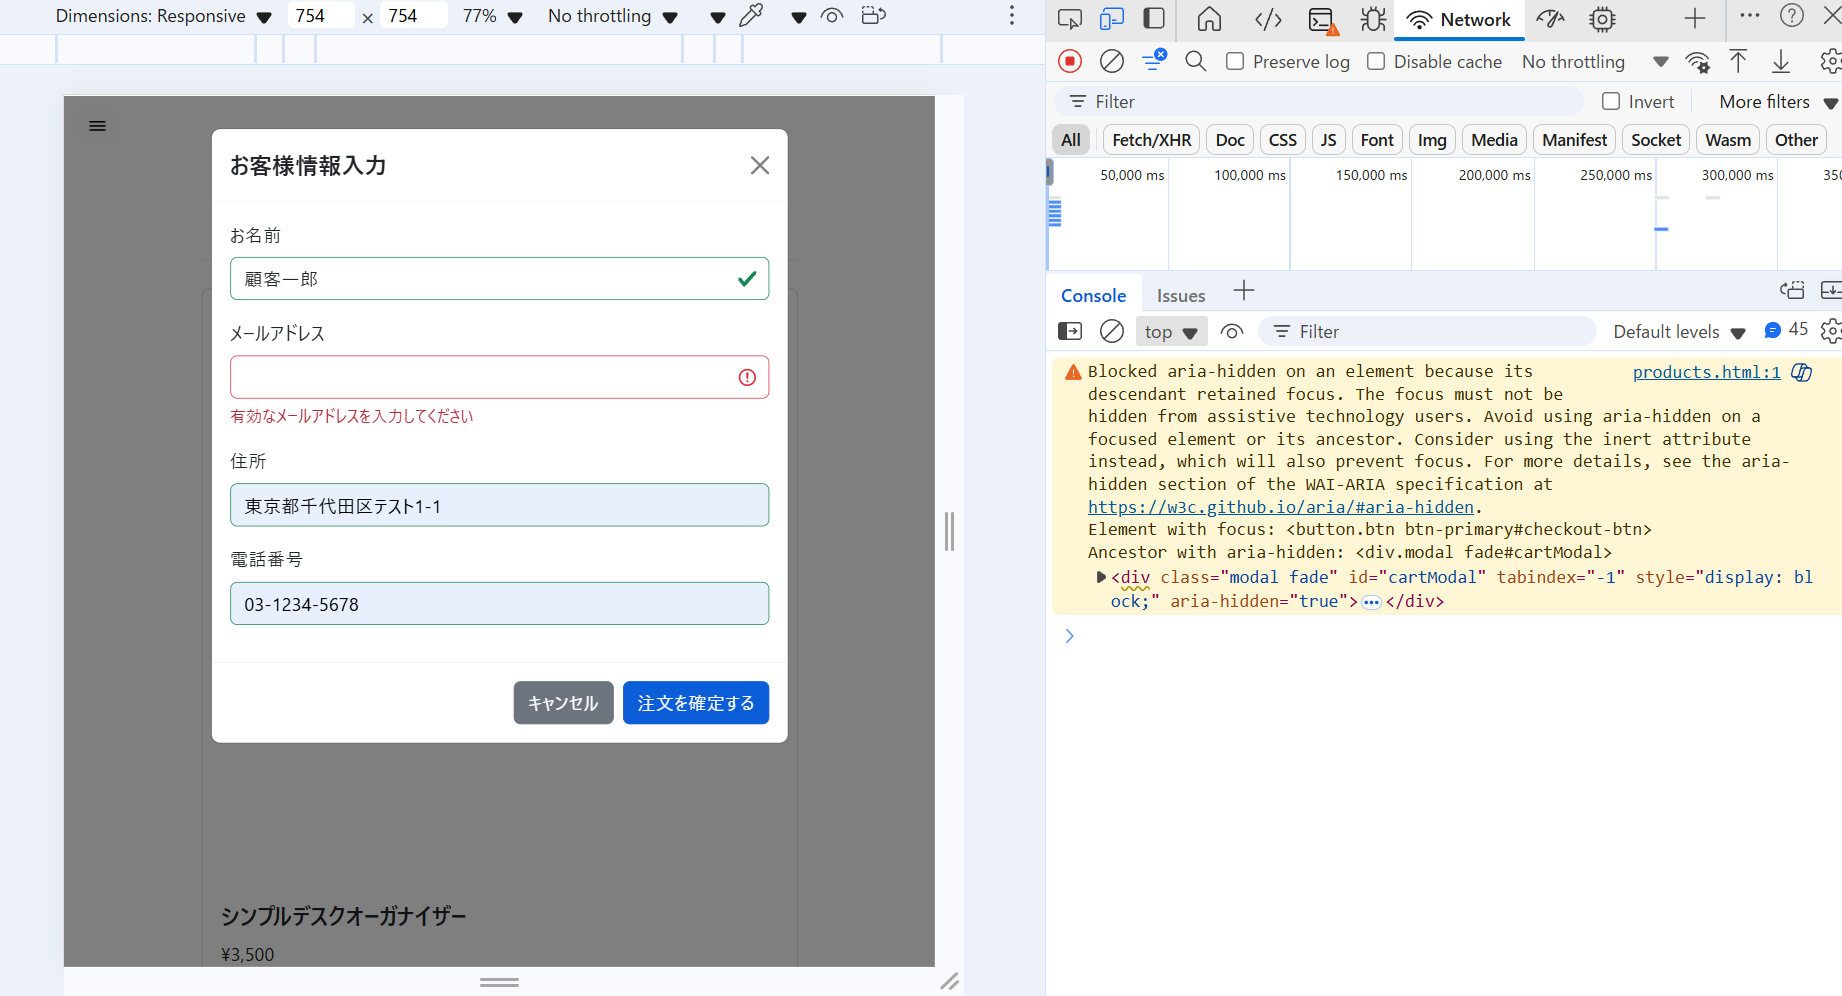 Dimensions: Responsive 754 × 754 77% No throttling
お客様情報入力
お名前
顧客一郎
メールアドレス
有効なメールアドレスを入力してください
住所
東京都千代田区テスト1-1
電話番号
03-1234-5678
キャンセル 注文を確定する
シンプルデスクオーガナイザー
¥3,500
Network
Preserve log Disable cache No throttling
Filter Invert More filters
All Fetch/XHR Doc CSS JS Font Img Media Manifest Socket Wasm Other
50,000 ms 100,000 ms 150,000 ms 200,000 ms 250,000 ms 300,000 ms 350
Console Issues
top Filter Default levels 45
Blocked aria-hidden on an element because its products.html:1
descendant retained focus. The focus must not be
hidden from assistive technology users. Avoid using aria-hidden on a
focused element or its ancestor. Consider using the inert attribute
instead, which will also prevent focus. For more details, see the aria-
hidden section of the WAI-ARIA specification at
https://w3c.github.io/aria/#aria-hidden.
Element with focus: <button.btn btn-primary#checkout-btn>
Ancestor with aria-hidden: <div.modal fade#cartModal>
<div class="modal fade" id="cartModal" tabindex="-1" style="display: bl
ock;" aria-hidden="true">…</div>